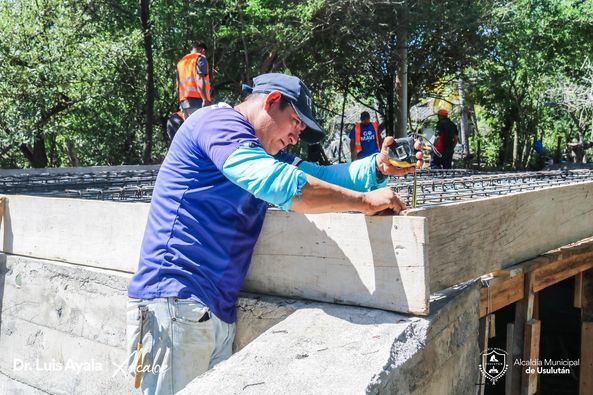 Dr. Luis Ayala
Alcalde
Alcaldía Municipal
de Usulután